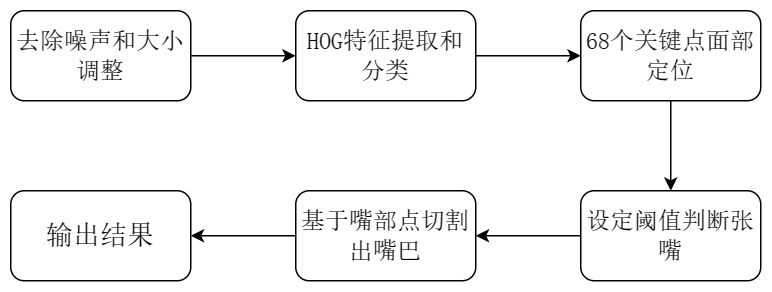 去除噪声和大小
调整
HOG特征提取和
分类
68个关键点面部
定位
设定阈值判断张
嘴
基于嘴部点切割
出嘴巴
输出结果